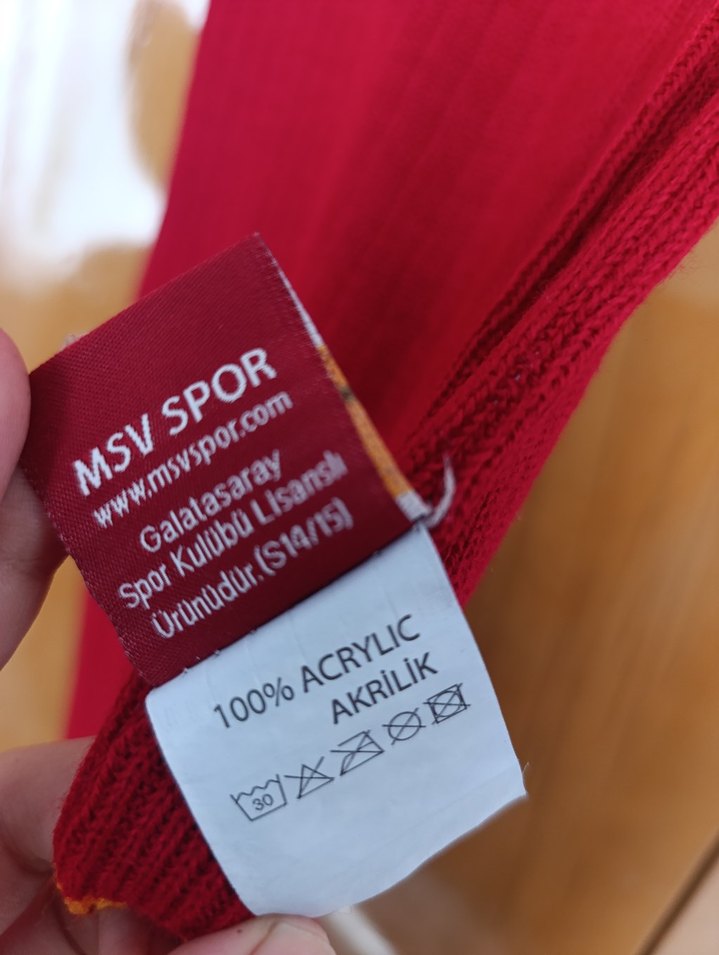 MSV SPOR
www.msvspor.com
Galatasaray
Spor Kulübü Lisanslı
Ürünüdür.(S14/15)
100% ACRYLIC
AKRİLİK
30